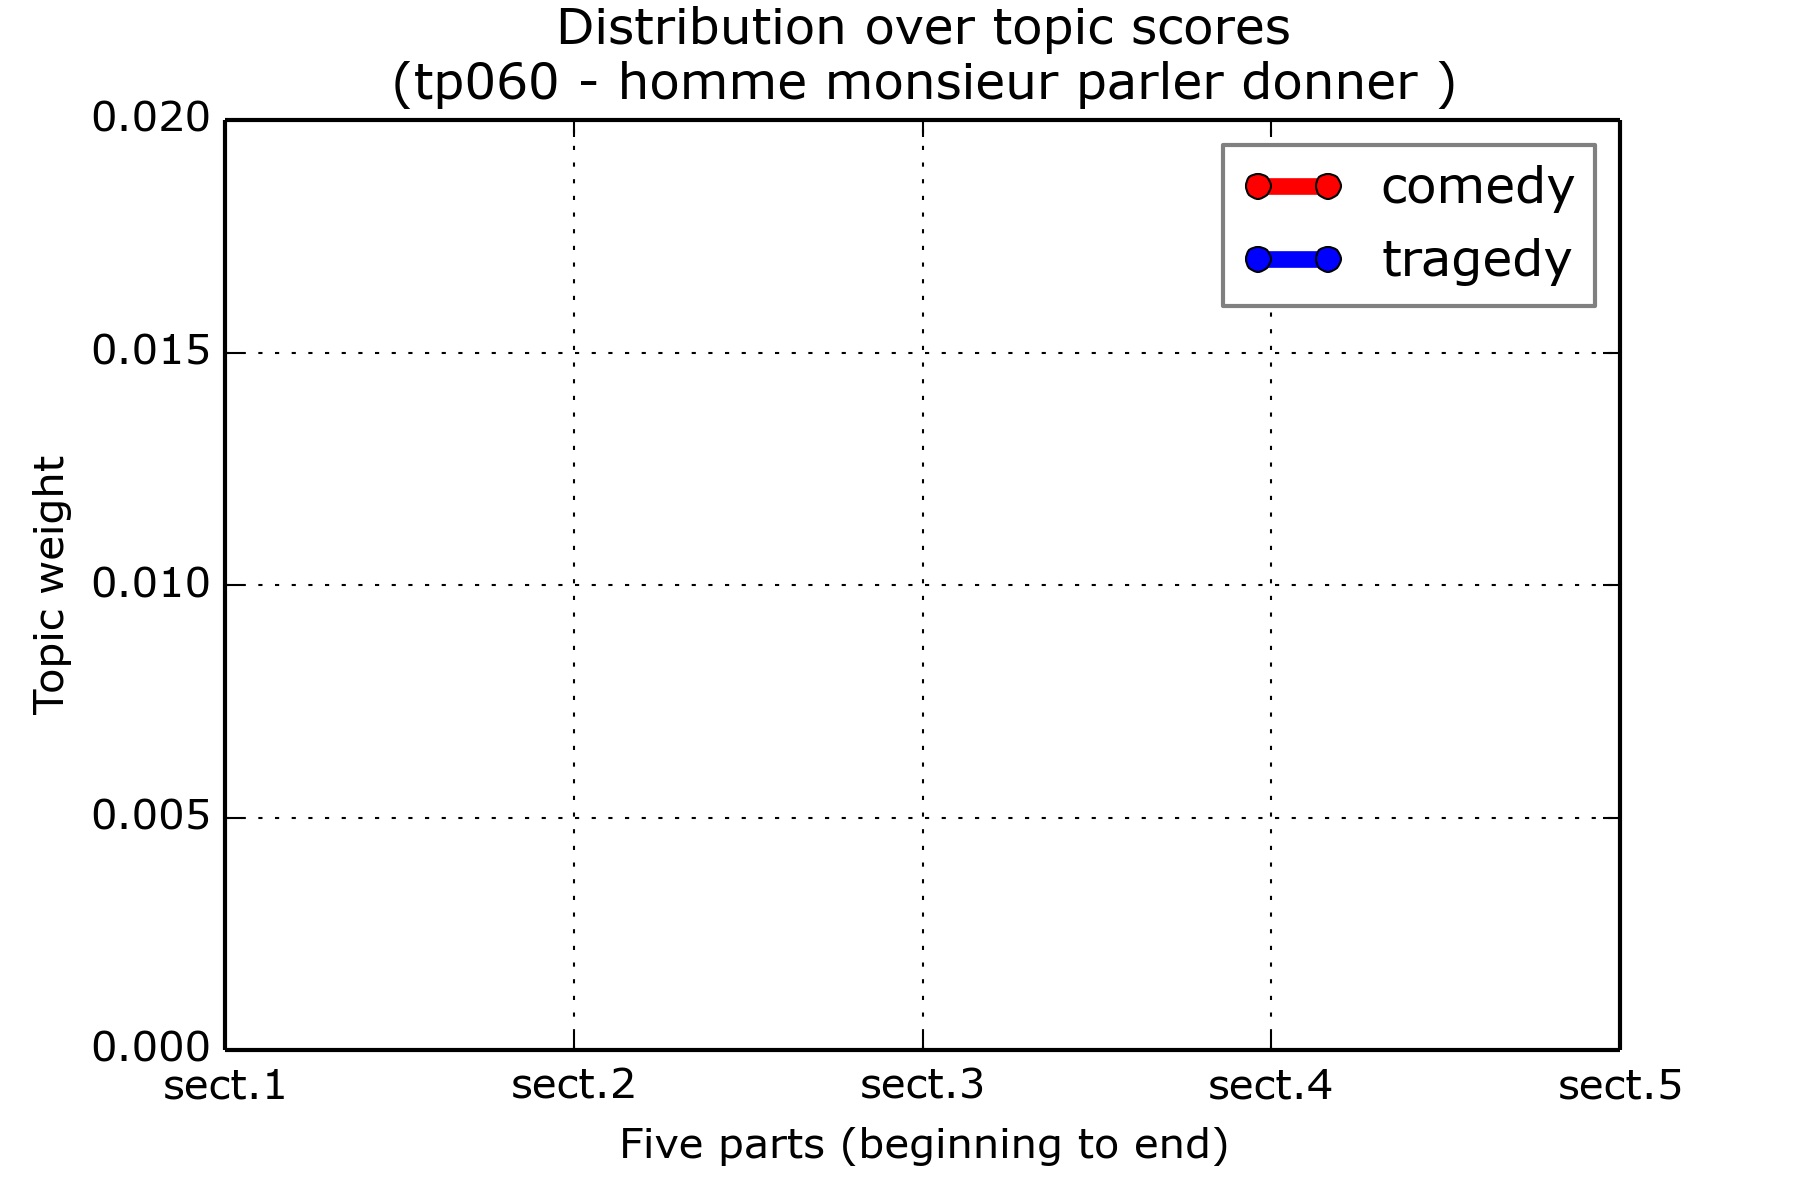 Distribution over topic scores
(tp060 - homme monsieur parler donner )
0.020
0.015
0.010
0.005
0.000
Topic weight
comedy
tragedy
sect.1
sect.2
sect.3
sect.4
sect.5
Five parts (beginning to end)